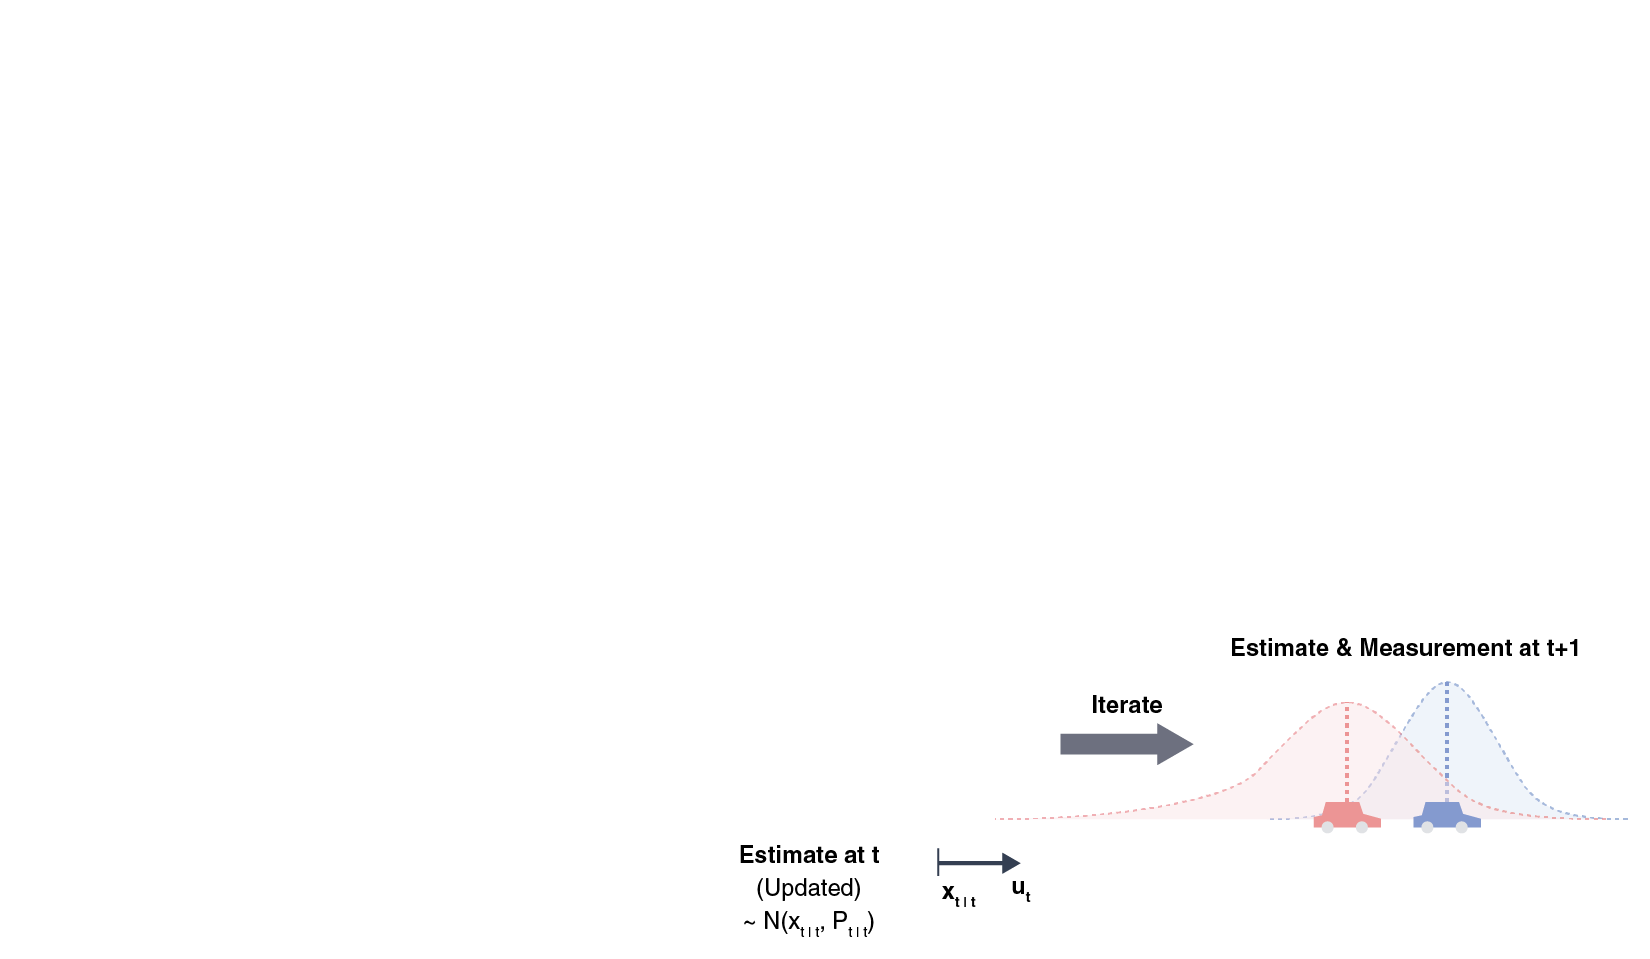 Estimate & Measurement at t+1
Iterate
Estimate at t
(Updated)
~ N(xt|t, Pt|t)
xt|t
ut